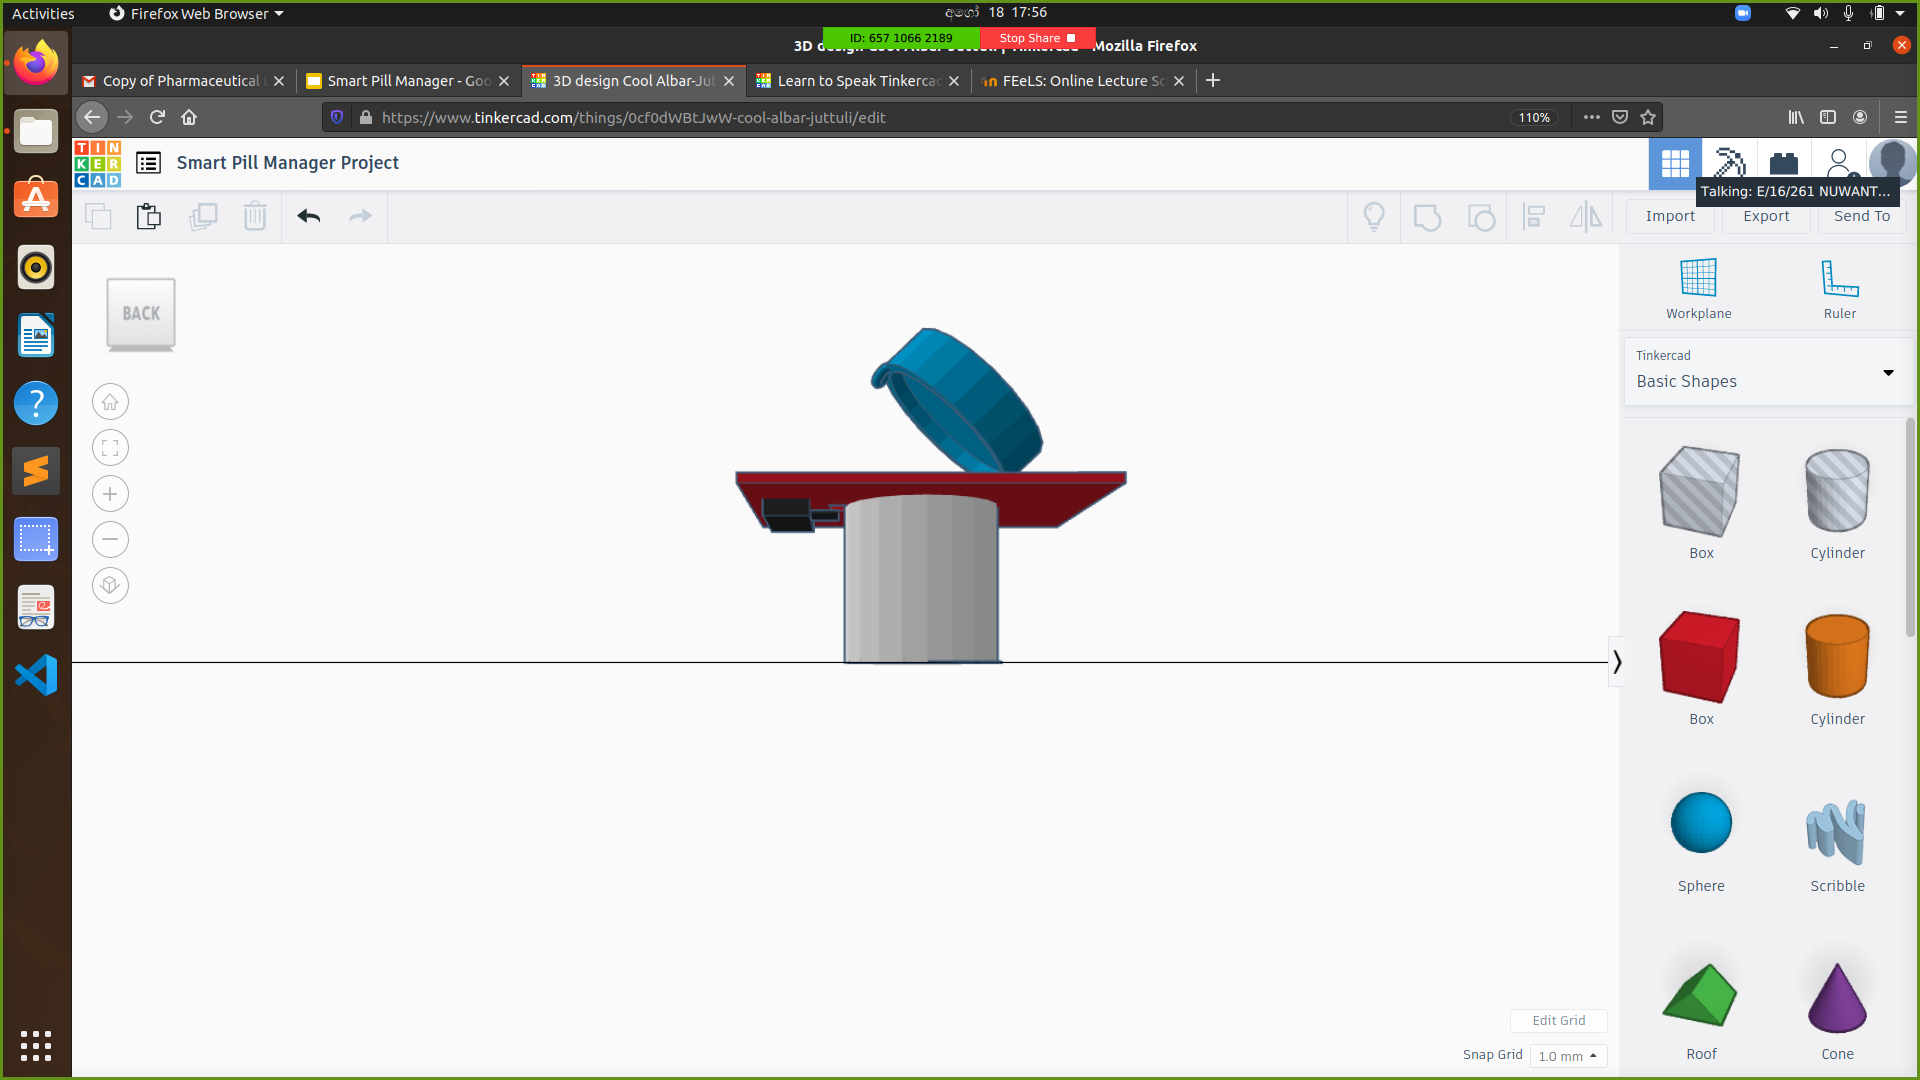 Activities
Firefox Web Browser
අගෝ 18 17:56
ID: 657 1066 2189
Stop Share
Mozilla Firefox
Copy of Pharmaceutical
Smart Pill Manager - Goo
3D design Cool Albar-Jut
Learn to Speak Tinkercad
FEeLS: Online Lecture Sc
https://www.tinkercad.com/things/0cf0dWBtJwW-cool-albar-juttuli/edit
110%
TIN
KER
CAD
Smart Pill Manager Project
Talking: E/16/261 NUWANT...
Import
Export
Send To
BACK
Workplane
Ruler
Tinkercad
Basic Shapes
Box
Cylinder
Box
Cylinder
Sphere
Scribble
Roof
Cone
Edit Grid
Snap Grid
1.0 mm